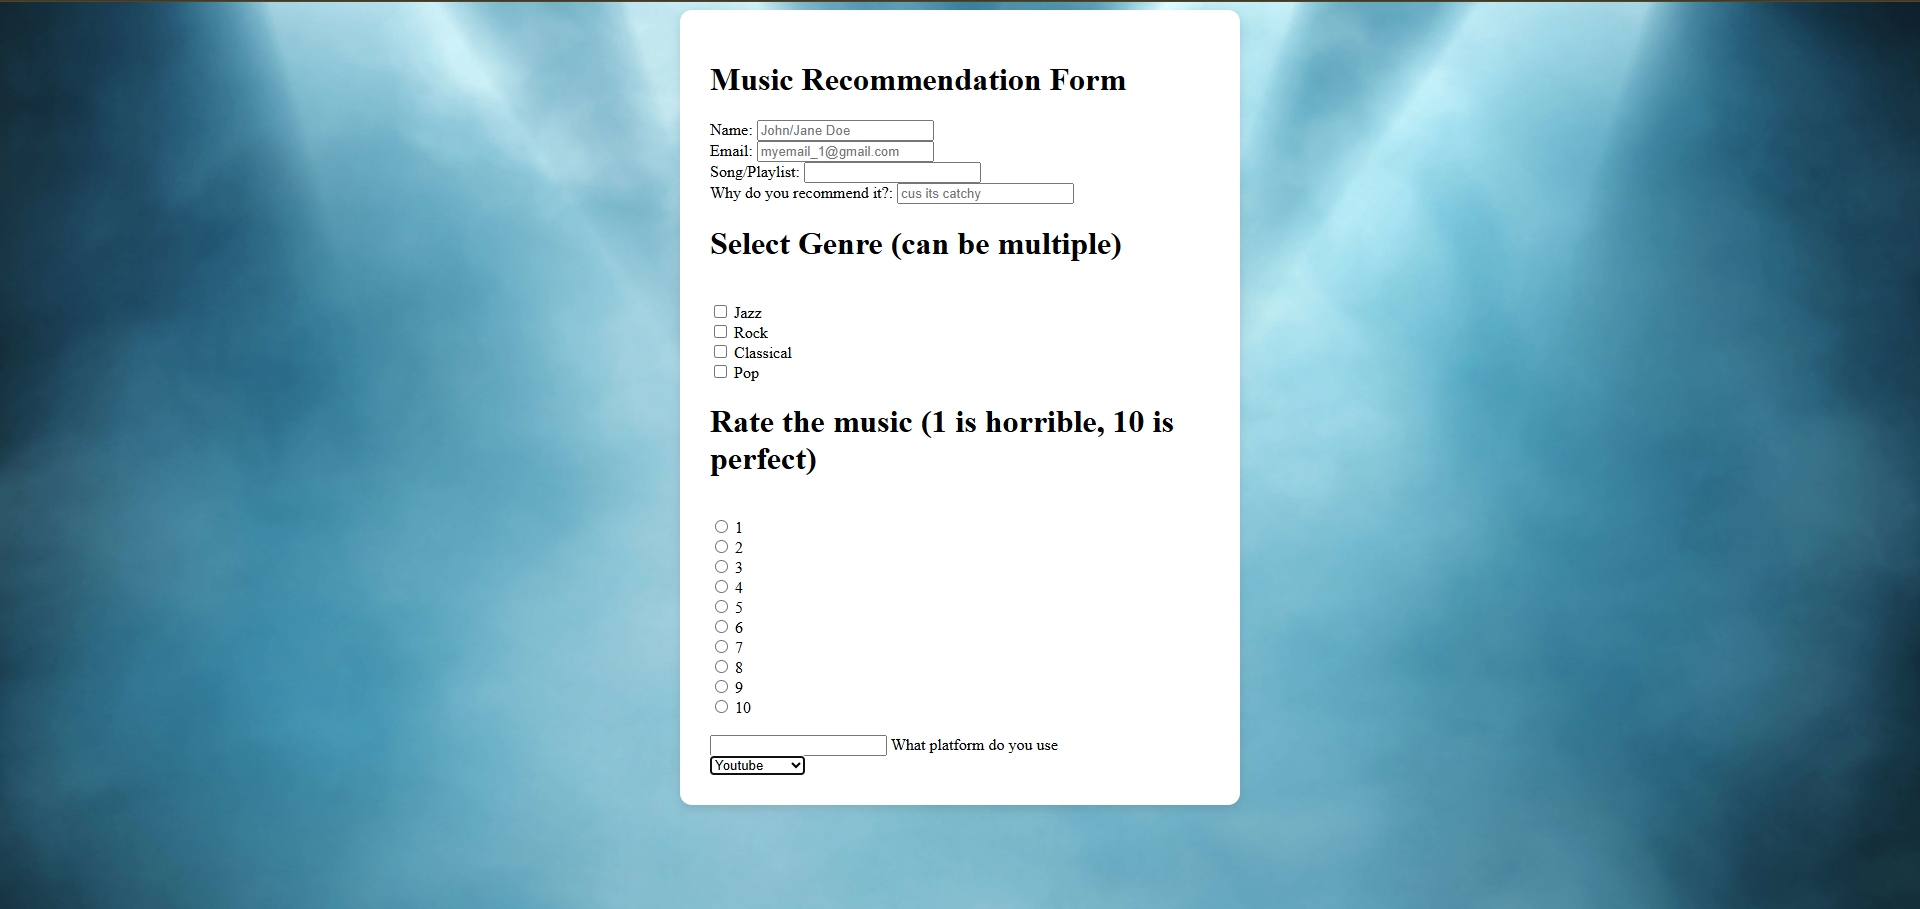 Music Recommendation Form
Name: John/Jane Doe
Email: myemail_1@gmail.com
Song/Playlist:
Why do you recommend it?: cus its catchy
Select Genre (can be multiple)
Jazz
Rock
Classical
Pop
Rate the music (1 is horrible, 10 is
perfect)
1
2
3
4
5
6
7
8
9
10
What platform do you use
Youtube